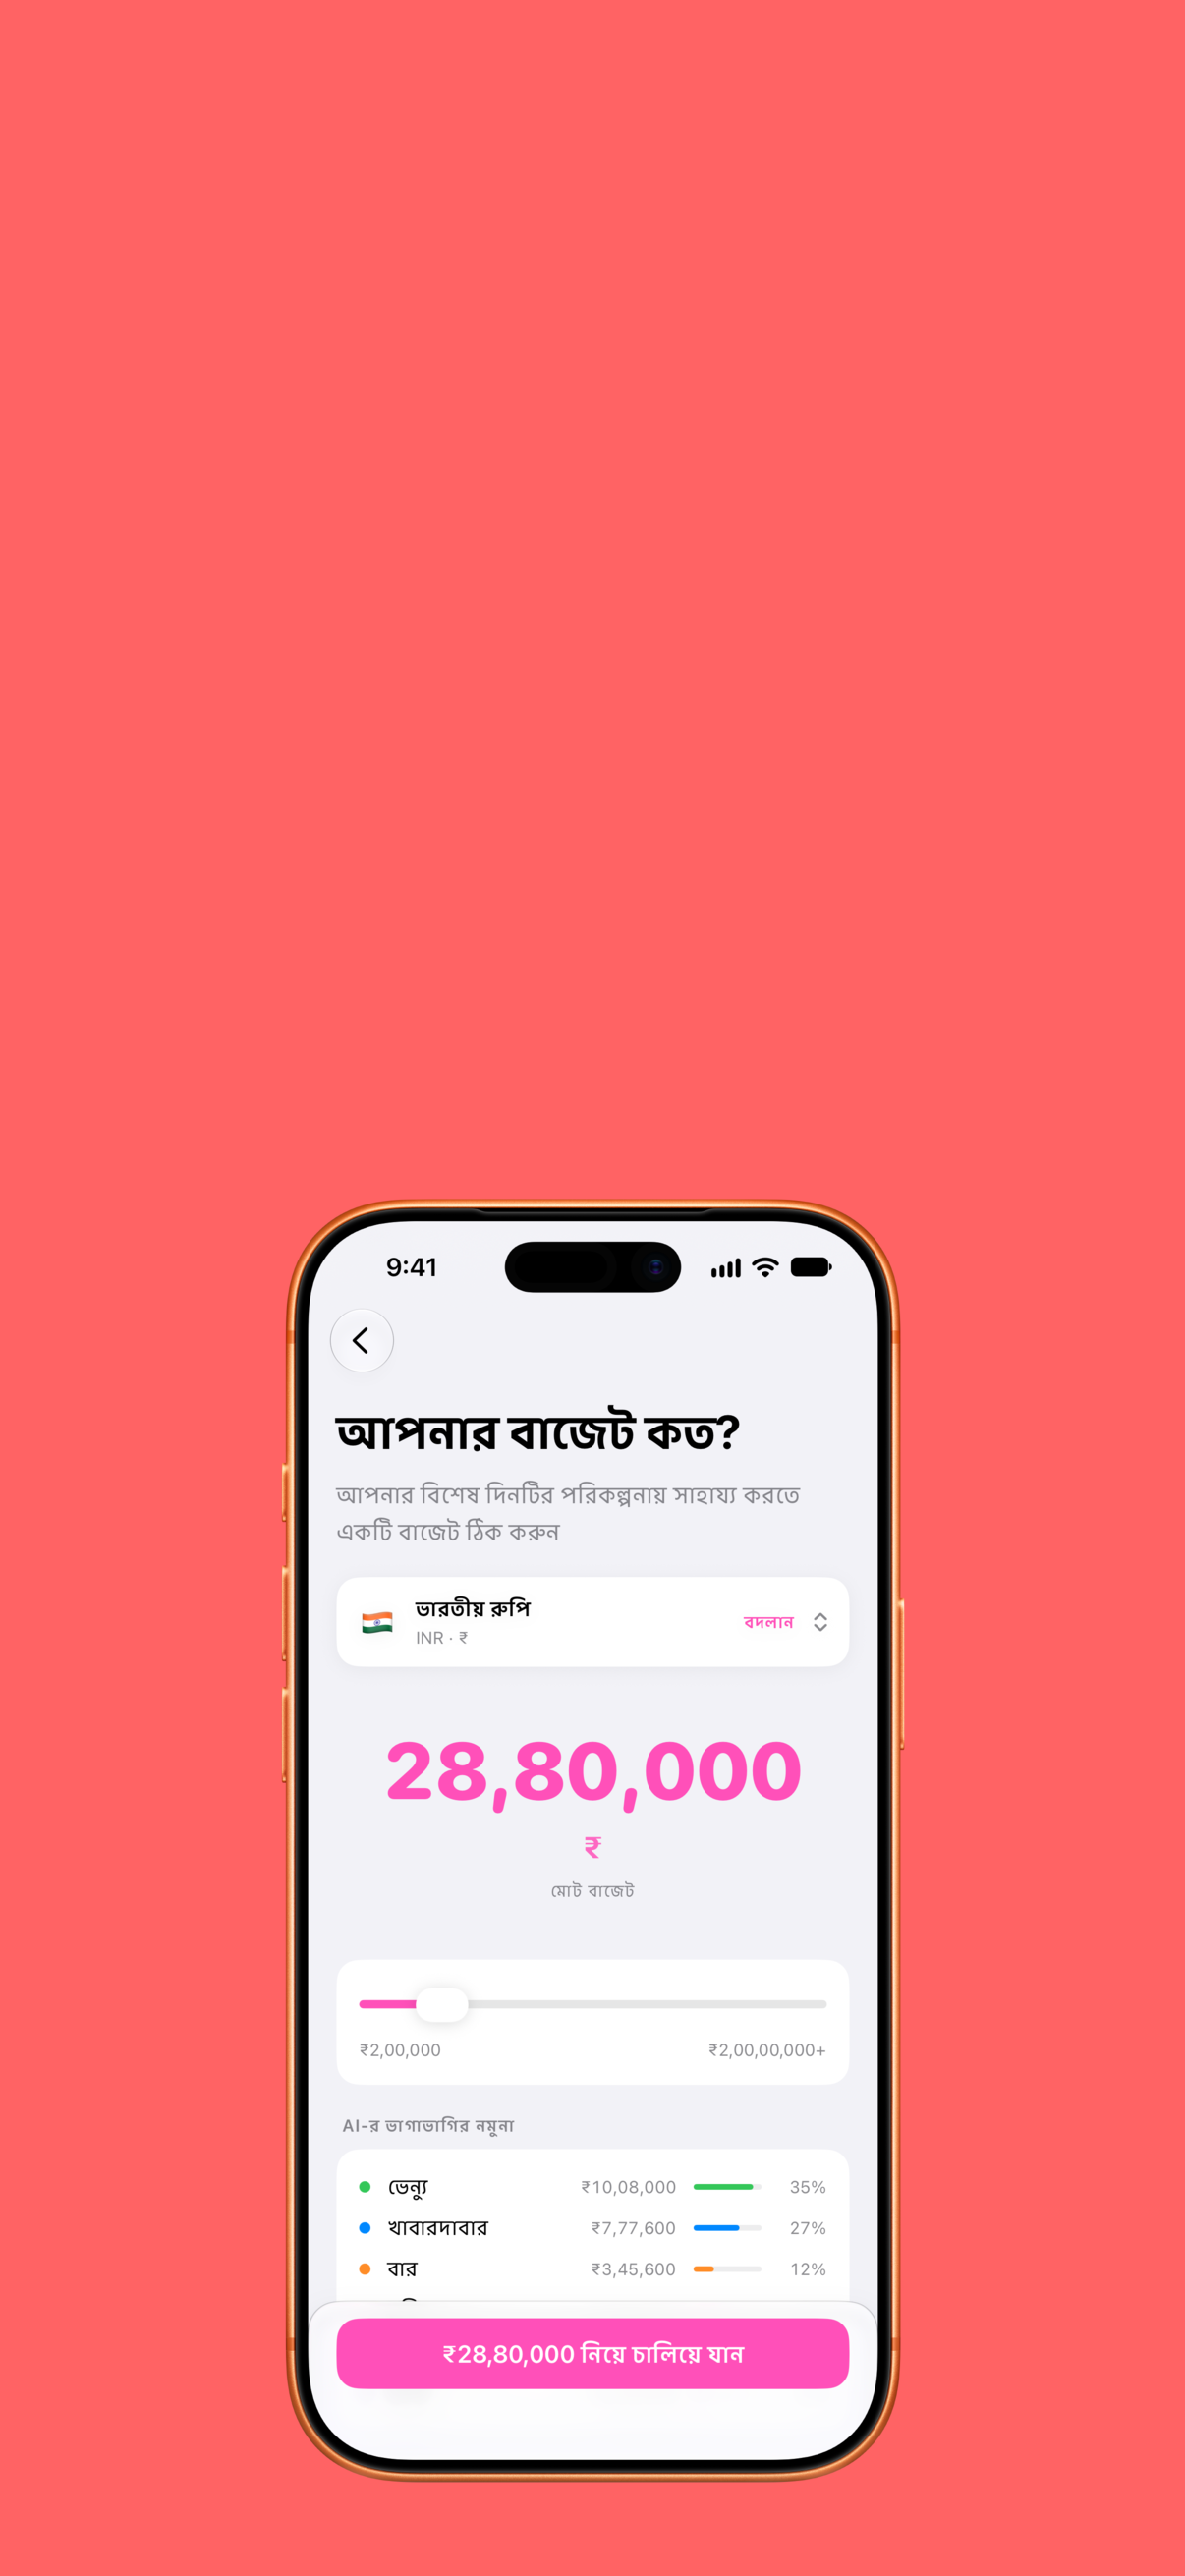 9:41
আপনার বাজেট কত?
আপনার বিশেষ দিনটির পরিকল্পনায় সাহায্য করতে
একটি বাজেট ঠিক করুন
ভারতীয় রুপি
INR · ₹
বদলান
28,80,000
₹
মোট বাজেট
₹2,00,000
₹2,00,00,000+
AI-র ভাগাভাগির নমুনা
ভেন্যু ₹10,08,000 35%
খাবারদাবার ₹7,77,600 27%
বার ₹3,45,600 12%
₹28,80,000 নিয়ে চালিয়ে যান